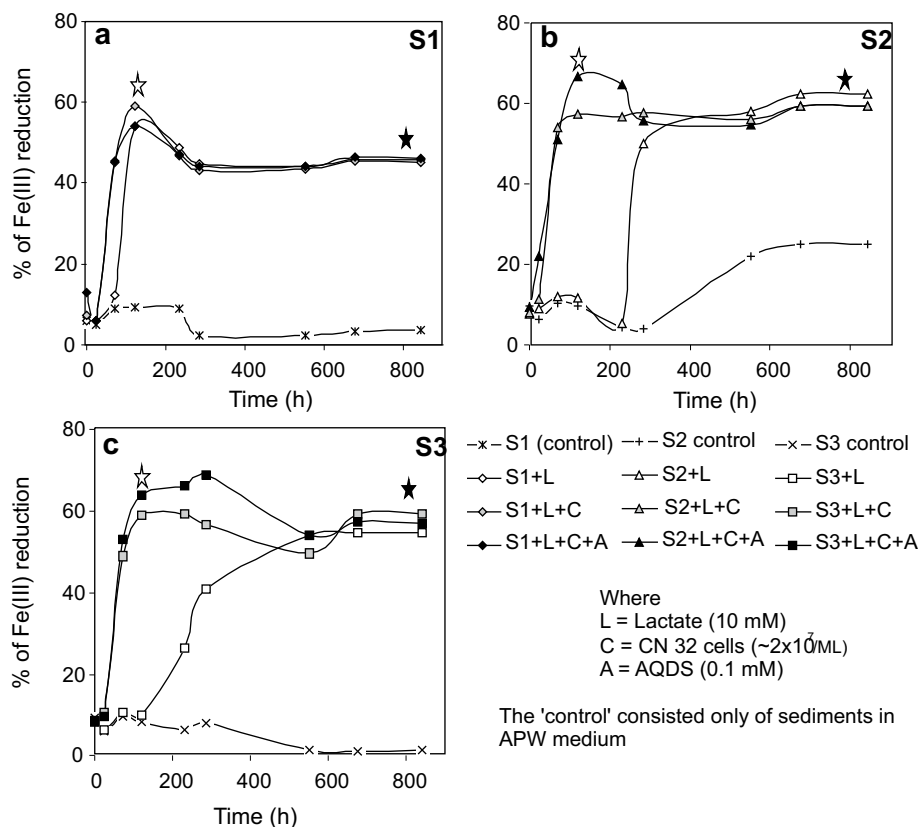 a S1
80
60
40
20
0
0 200 400 600 800
Time (h)
% of Fe(III) reduction
b S2
80
60
40
20
0
0 200 400 600 800
Time (h)
c S3
80
60
40
20
0
0 200 400 600 800
Time (h)
% of Fe(III) reduction
S1 (control) S2 control S3 control
S1+L S2+L S3+L
S1+L+C S2+L+C S3+L+C
S1+L+C+A S2+L+C+A S3+L+C+A
Where
L = Lactate (10 mM)
C = CN 32 cells (~2x10⁷/ML)
A = AQDS (0.1 mM)
The 'control' consisted only of sediments in
APW medium